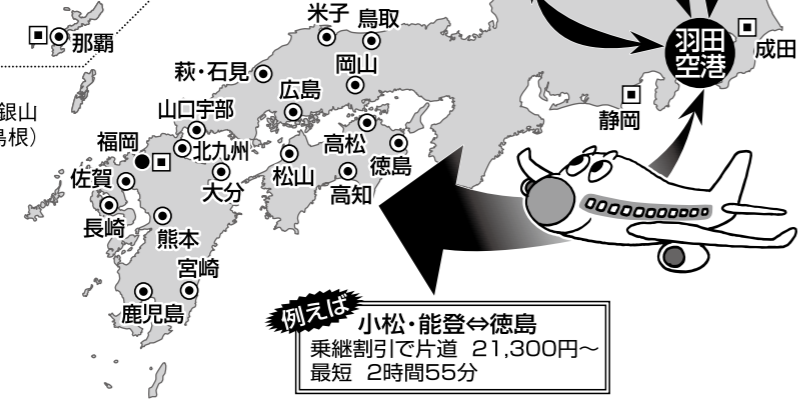 米子
鳥取
那覇
羽田
空港
成田
萩・石見
岡山
広島
銀山
島根）
山口宇部
静岡
福岡
北九州
高松
徳島
佐賀
大分
松山
高知
長崎
熊本
宮崎
鹿児島
例えば
小松・能登⇔徳島
乗継割引で片道 21,300円～
最短 2時間55分